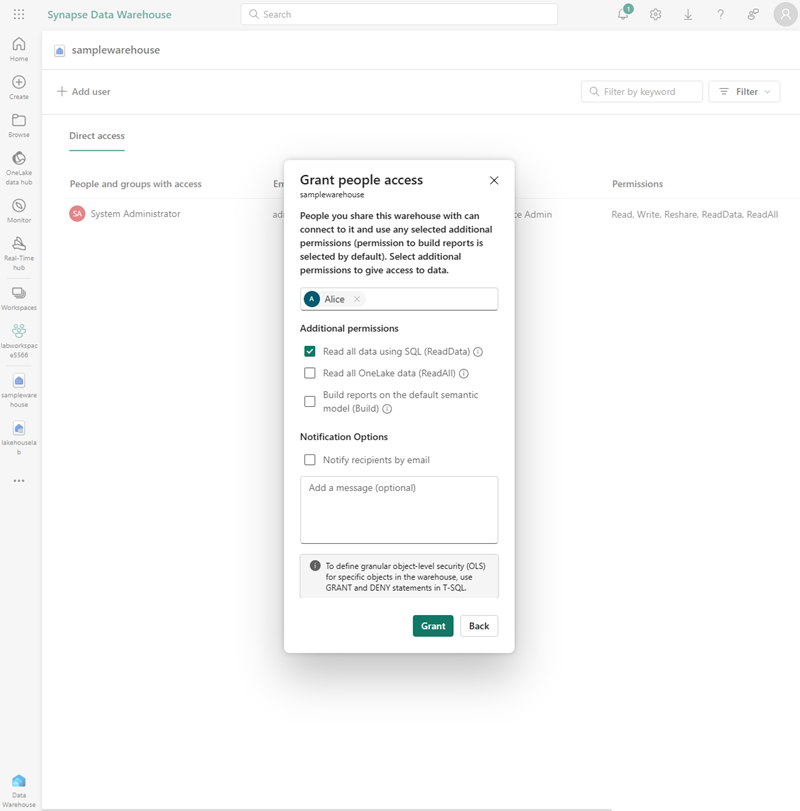 Synapse Data Warehouse
Search
1
Home
Create
Browse
OneLake
data hub
Monitor
Real-Time
hub
Workspaces
labworkspac
e5566
sampleware
house
lakehousela
b
Data
Warehouse
samplewarehouse
Add user
Filter by keyword
Filter
Direct access
People and groups with access
Permissions
SA System Administrator
ce Admin
Read, Write, Reshare, ReadData, ReadAll
Grant people access
samplewarehouse
People you share this warehouse with can
connect to it and use any selected additional
permissions (permission to build reports is
selected by default). Select additional
permissions to give access to data.
A Alice
Additional permissions
Read all data using SQL (ReadData)
Read all OneLake data (ReadAll)
Build reports on the default semantic
model (Build)
Notification Options
Notify recipients by email
Add a message (optional)
To define granular object-level security (OLS)
for specific objects in the warehouse, use
GRANT and DENY statements in T-SQL.
Grant
Back